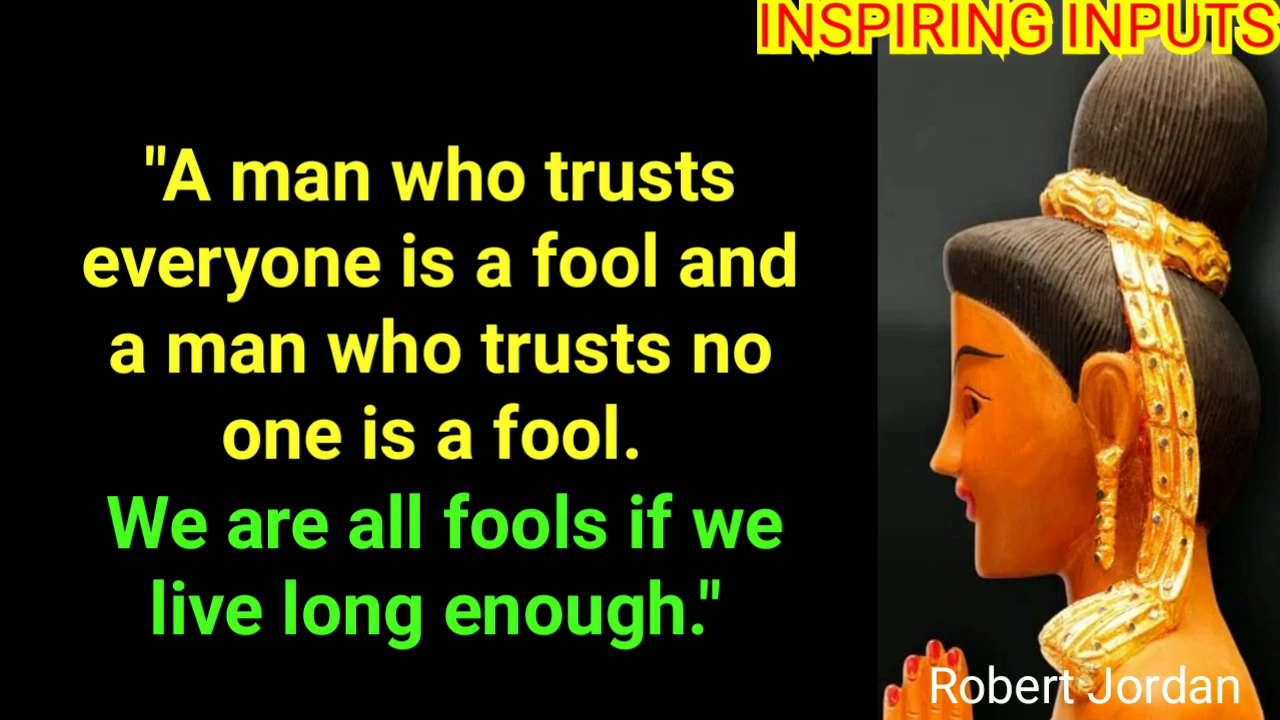 INSPIRING INPUTS
"A man who trusts
everyone is a fool and
a man who trusts no
one is a fool.
We are all fools if we
live long enough."
Robert Jordan